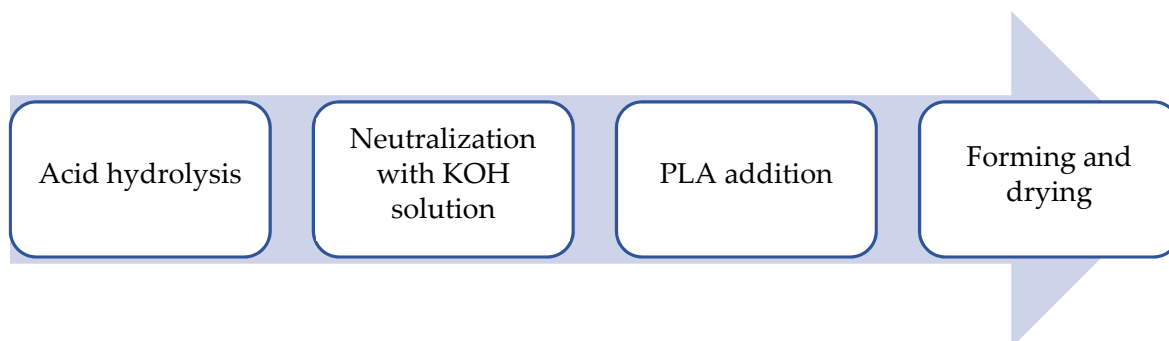 Acid hydrolysis
Neutralization
with KOH
solution
PLA addition
Forming and
drying